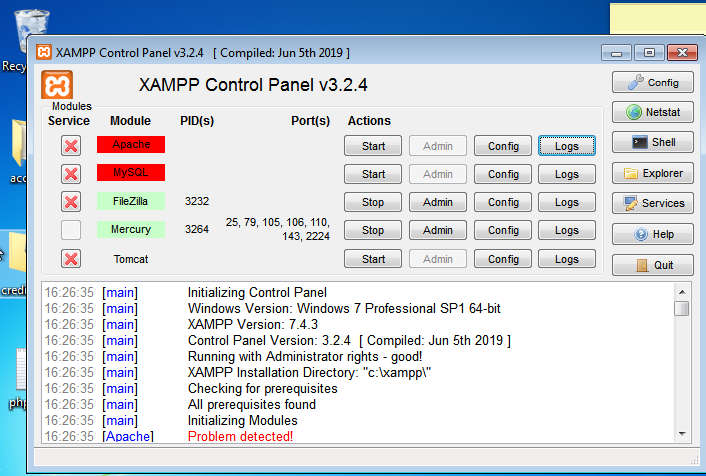 XAMPP Control Panel v3.2.4 [ Compiled: Jun 5th 2019 ]
XAMPP Control Panel v3.2.4
Config
Modules
Service Module PID(s) Port(s) Actions
Netstat
Apache Start Admin Config Logs
Shell
MySQL Start Admin Config Logs
Explorer
FileZilla 3232 Stop Admin Config Logs
Services
Mercury 3264 25, 79, 105, 106, 110, 143, 2224 Stop Admin Config Logs
Help
Tomcat Start Admin Config Logs
Quit
16:26:35 [main] Initializing Control Panel
16:26:35 [main] Windows Version: Windows 7 Professional SP1 64-bit
16:26:35 [main] XAMPP Version: 7.4.3
16:26:35 [main] Control Panel Version: 3.2.4 [ Compiled: Jun 5th 2019 ]
16:26:35 [main] Running with Administrator rights - good!
16:26:35 [main] XAMPP Installation Directory: "c:\xampp\"
16:26:35 [main] Checking for prerequisites
16:26:35 [main] All prerequisites found
16:26:35 [main] Initializing Modules
16:26:35 [Apache] Problem detected!
Recy
acc
credi
php